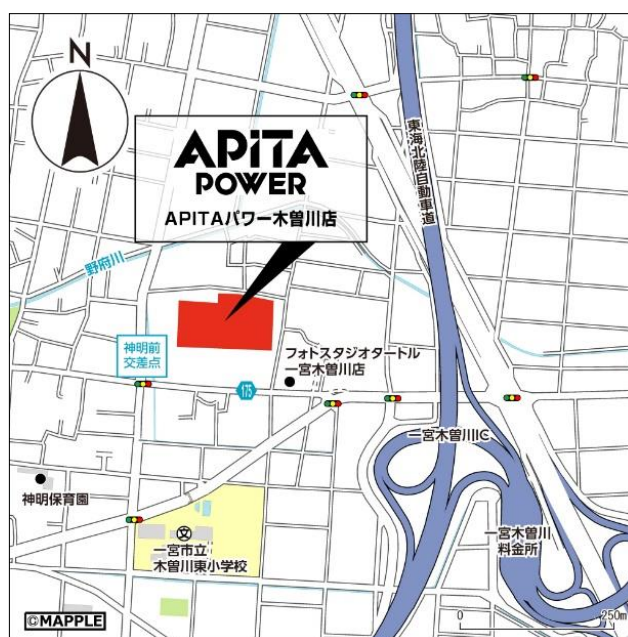 N
APiTA
POWER
APITAパワー木曽川店
東海北陸自動車道
野府川
神明前
交差点
フォトスタジオタートル
一宮木曽川店
175
一宮木曽川IC
神明保育園
文
一宮市立
木曽川東小学校
一宮木曽川
料金所
©MAPPLE
0
250m